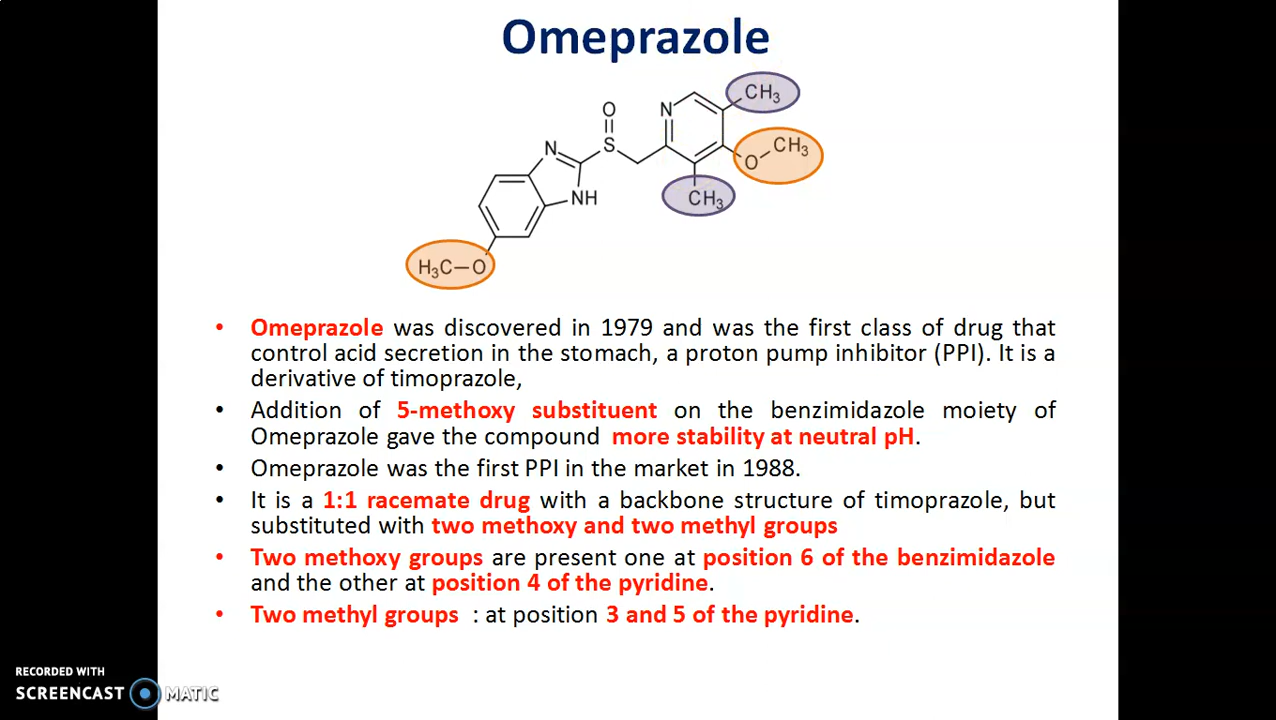 Omeprazole
CH3
O
N
S
O
CH3
N
NH
CH3
H3C–O
• Omeprazole was discovered in 1979 and was the first class of drug that
control acid secretion in the stomach, a proton pump inhibitor (PPI). It is a
derivative of timoprazole,
• Addition of 5-methoxy substituent on the benzimidazole moiety of
Omeprazole gave the compound more stability at neutral pH.
• Omeprazole was the first PPI in the market in 1988.
• It is a 1:1 racemate drug with a backbone structure of timoprazole, but
substituted with two methoxy and two methyl groups
• Two methoxy groups are present one at position 6 of the benzimidazole
and the other at position 4 of the pyridine.
• Two methyl groups : at position 3 and 5 of the pyridine.
RECORDED WITH
SCREENCAST MATIC